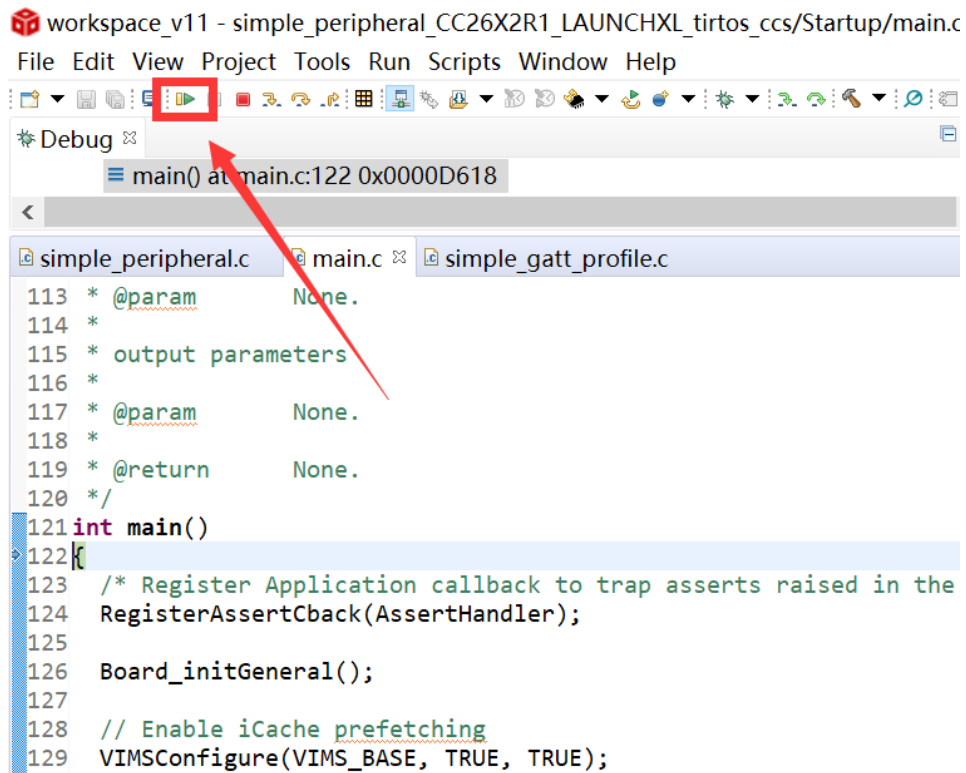 workspace_v11 - simple_peripheral_CC26X2R1_LAUNCHXL_tirtos_ccs/Startup/main.c
File Edit View Project Tools Run Scripts Window Help
Debug
main() at main.c:122 0x0000D618
simple_peripheral.c main.c simple_gatt_profile.c
113 * @param None.
114 *
115 * output parameters
116 *
117 * @param None.
118 *
119 * @return None.
120 */
121 int main()
122 {
123 /* Register Application callback to trap asserts raised in the
124 RegisterAssertCback(AssertHandler);
125
126 Board_initGeneral();
127
128 // Enable iCache prefetching
129 VIMSConfigure(VIMS_BASE, TRUE, TRUE);